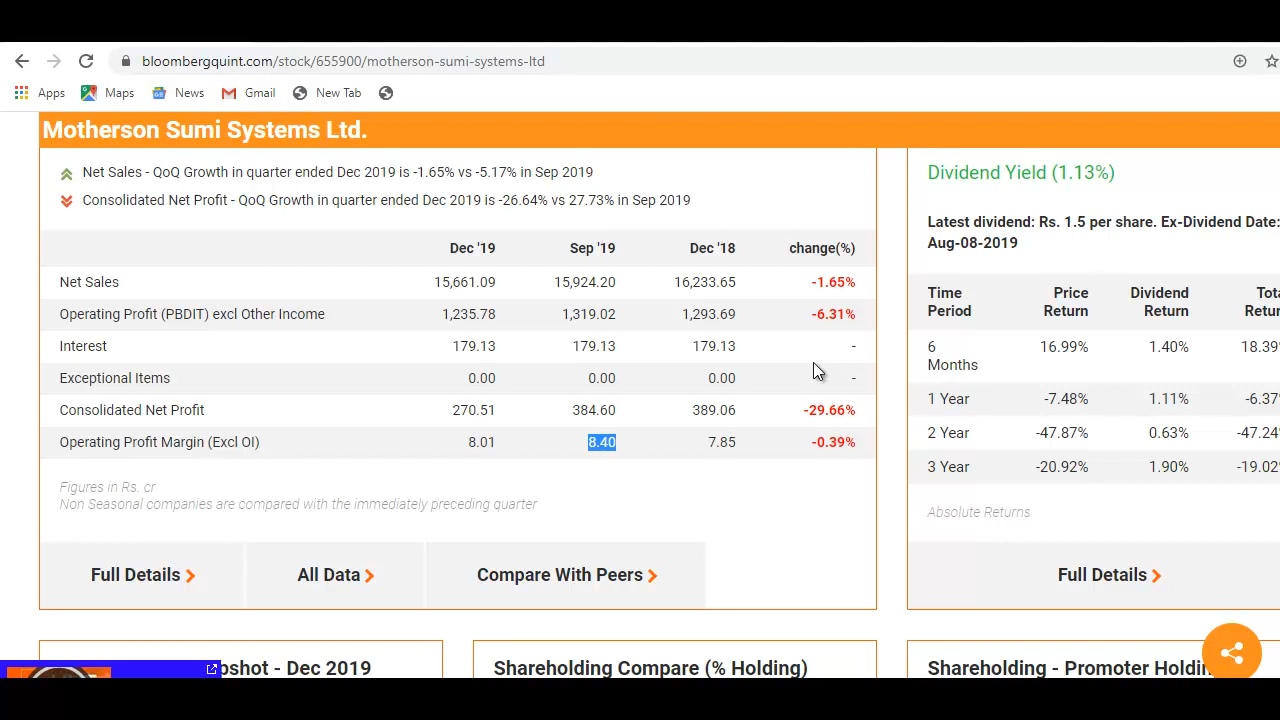 bloombergquint.com/stock/655900/motherson-sumi-systems-ltd
Apps Maps News Gmail New Tab
Motherson Sumi Systems Ltd.
Net Sales - QoQ Growth in quarter ended Dec 2019 is -1.65% vs -5.17% in Sep 2019
Consolidated Net Profit - QoQ Growth in quarter ended Dec 2019 is -26.64% vs 27.73% in Sep 2019
Dec '19 Sep '19 Dec '18 change(%)
Net Sales 15,661.09 15,924.20 16,233.65 -1.65%
Operating Profit (PBDIT) excl Other Income 1,235.78 1,319.02 1,293.69 -6.31%
Interest 179.13 179.13 179.13 -
Exceptional Items 0.00 0.00 0.00 -
Consolidated Net Profit 270.51 384.60 389.06 -29.66%
Operating Profit Margin (Excl OI) 8.01 8.40 7.85 -0.39%
Figures in Rs. cr
Non Seasonal companies are compared with the immediately preceding quarter
Full Details All Data Compare With Peers
Dividend Yield (1.13%)
Latest dividend: Rs. 1.5 per share. Ex-Dividend Date:
Aug-08-2019
Time Price Dividend
Period Return Return
6 16.99% 1.40% 18.39%
Months
1 Year -7.48% 1.11% -6.37%
2 Year -47.87% 0.63% -47.24%
3 Year -20.92% 1.90% -19.02%
Absolute Returns
Full Details
- Dec 2019
Shareholding Compare (% Holding)
Shareholding - Promoter